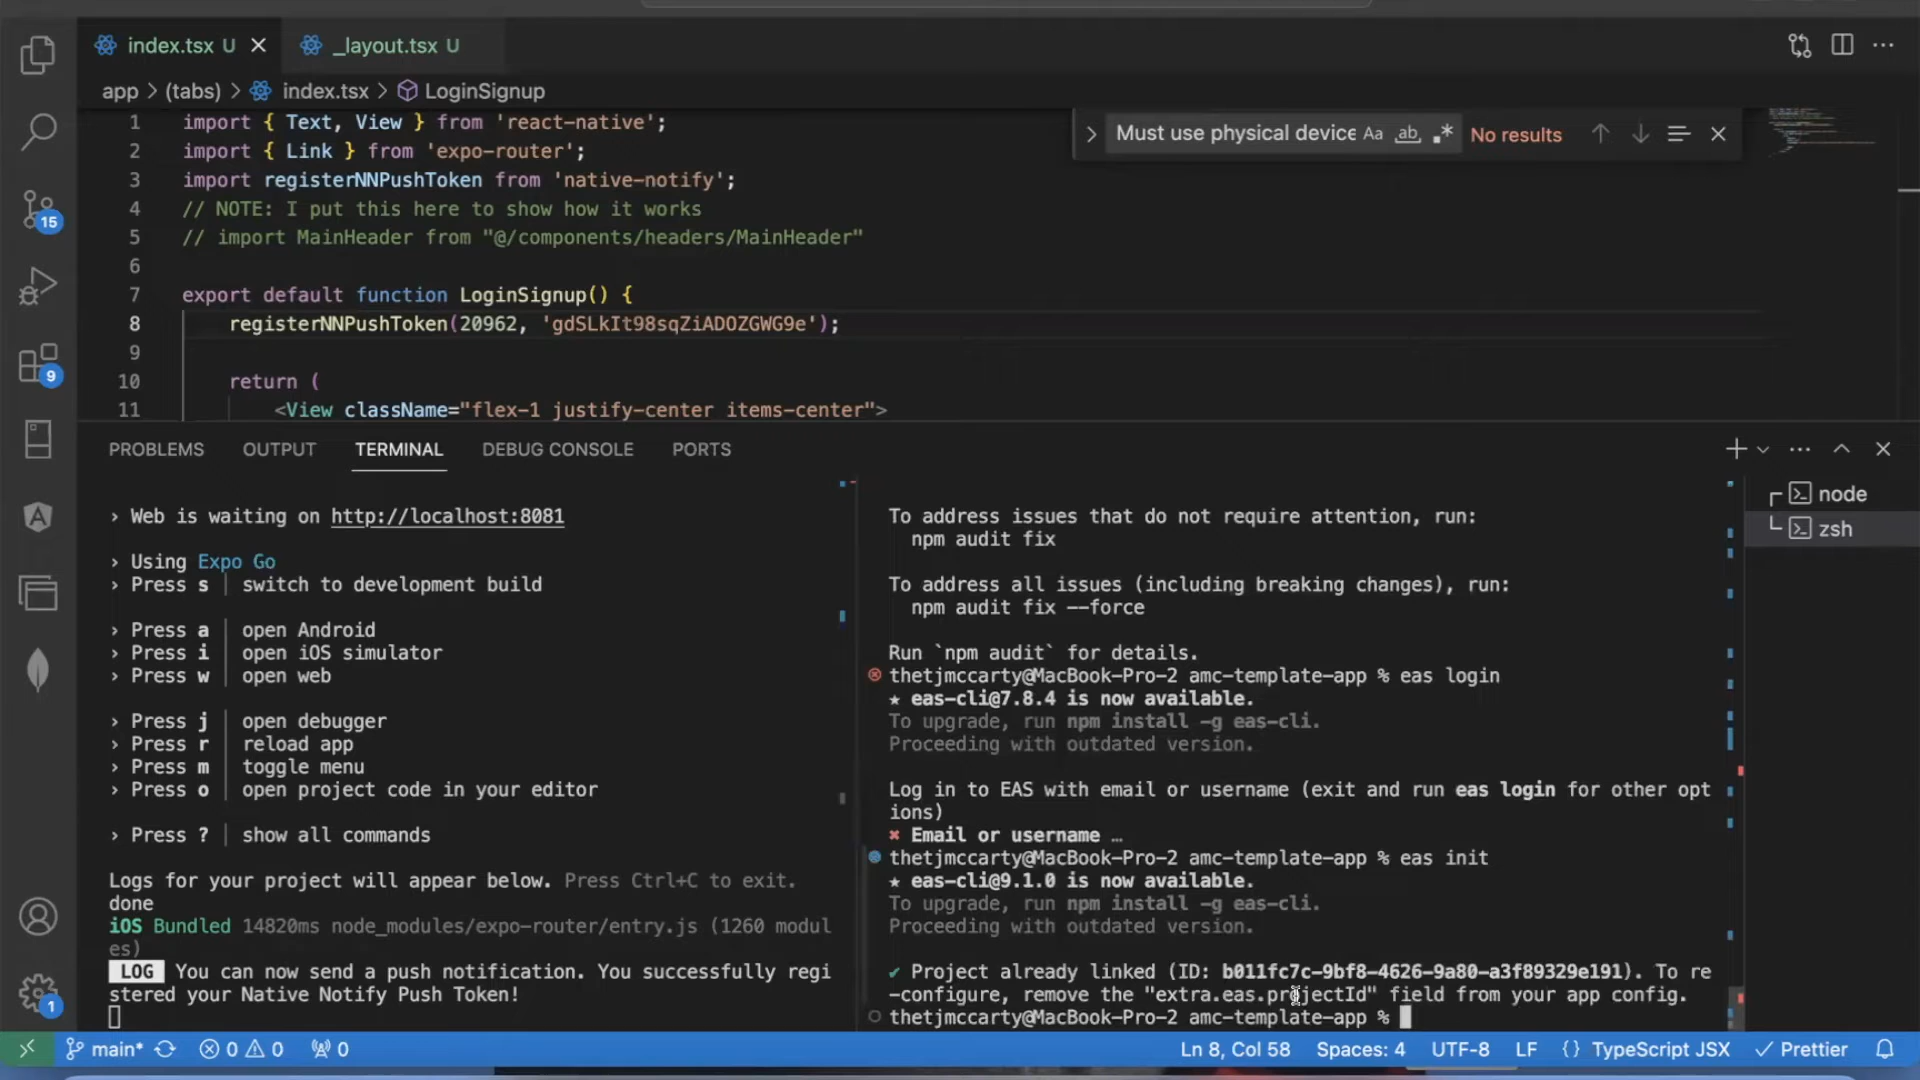 index.tsx U
_layout.tsx U
app > (tabs) > index.tsx > LoginSignup
Must use physical device Aa ab .* No results
1 import { Text, View } from 'react-native';
2 import { Link } from 'expo-router';
3 import registerNNPushToken from 'native-notify';
4 // NOTE: I put this here to show how it works
5 // import MainHeader from "@/components/headers/MainHeader"
6
7 export default function LoginSignup() {
8 registerNNPushToken(20962, 'gdSLkIt98sqZiADOZGWG9e');
9
10 return (
11 <View className="flex-1 justify-center items-center">
15
9
1
PROBLEMS OUTPUT TERMINAL DEBUG CONSOLE PORTS
› Web is waiting on http://localhost:8081
› Using Expo Go
› Press s │ switch to development build
› Press a │ open Android
› Press i │ open iOS simulator
› Press w │ open web
› Press j │ open debugger
› Press r │ reload app
› Press m │ toggle menu
› Press o │ open project code in your editor
› Press ? │ show all commands
Logs for your project will appear below. Press Ctrl+C to exit.
done
iOS Bundled 14820ms node_modules/expo-router/entry.js (1260 modul
es)
LOG You can now send a push notification. You successfully regi
stered your Native Notify Push Token!
To address issues that do not require attention, run:
npm audit fix
To address all issues (including breaking changes), run:
npm audit fix --force
Run `npm audit` for details.
thetjmccarty@MacBook-Pro-2 amc-template-app % eas login
★ eas-cli@7.8.4 is now available.
To upgrade, run npm install -g eas-cli.
Proceeding with outdated version.
Log in to EAS with email or username (exit and run eas login for other opt
ions)
✖ Email or username …
thetjmccarty@MacBook-Pro-2 amc-template-app % eas init
★ eas-cli@9.1.0 is now available.
To upgrade, run npm install -g eas-cli.
Proceeding with outdated version.
✔ Project already linked (ID: b011fc7c-9bf8-4626-9a80-a3f89329e191). To re
-configure, remove the "extra.eas.projectId" field from your app config.
thetjmccarty@MacBook-Pro-2 amc-template-app %
node
zsh
main* 0 0 0 Ln 8, Col 58 Spaces: 4 UTF-8 LF {} TypeScript JSX Prettier